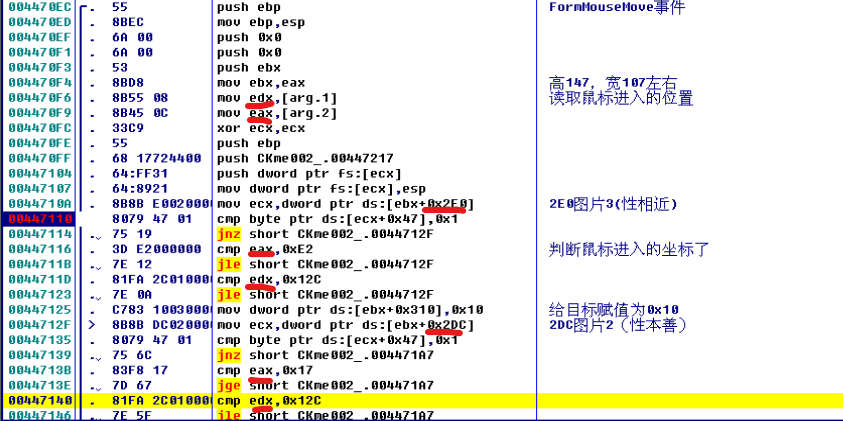 004470EC . 55 push ebp FormMouseMove事件
004470ED . 8BEC mov ebp,esp
004470EF . 6A 00 push 0x0
004470F1 . 6A 00 push 0x0
004470F3 . 53 push ebx
004470F4 . 8BD8 mov ebx,eax 高147, 宽107左右
004470F6 . 8B55 08 mov edx,[arg.1] 读取鼠标进入的位置
004470F9 . 8B45 0C mov eax,[arg.2]
004470FC . 33C9 xor ecx,ecx
004470FE . 55 push ebp
004470FF . 68 17724400 push CKme002_.00447217
00447104 . 64:FF31 push dword ptr fs:[ecx]
00447107 . 64:8921 mov dword ptr fs:[ecx],esp
0044710A . 8B8B E0020000 mov ecx,dword ptr ds:[ebx+0x2E0] 2E0图片3(性相近)
00447110 . 8079 47 01 cmp byte ptr ds:[ecx+0x47],0x1
00447114 . 75 19 jnz short CKme002_.0044712F
00447116 . 3D E2000000 cmp eax,0xE2 判断鼠标进入的坐标了
0044711B . 7E 12 jle short CKme002_.0044712F
0044711D . 81FA 2C010000 cmp edx,0x12C
00447123 . 7E 0A jle short CKme002_.0044712F
00447125 . C783 10030000 mov dword ptr ds:[ebx+0x310],0x10 给目标赋值为0x10
0044712F > 8B8B DC020000 mov ecx,dword ptr ds:[ebx+0x2DC] 2DC图片2（性本善）
00447135 . 8079 47 01 cmp byte ptr ds:[ecx+0x47],0x1
00447139 . 75 6C jnz short CKme002_.004471A7
0044713B . 83F8 17 cmp eax,0x17
0044713E . 7D 67 jge short CKme002_.004471A7
00447140 . 81FA 2C010000 cmp edx,0x12C
00447146 . 7E 5F jle short CKme002_.004471A7